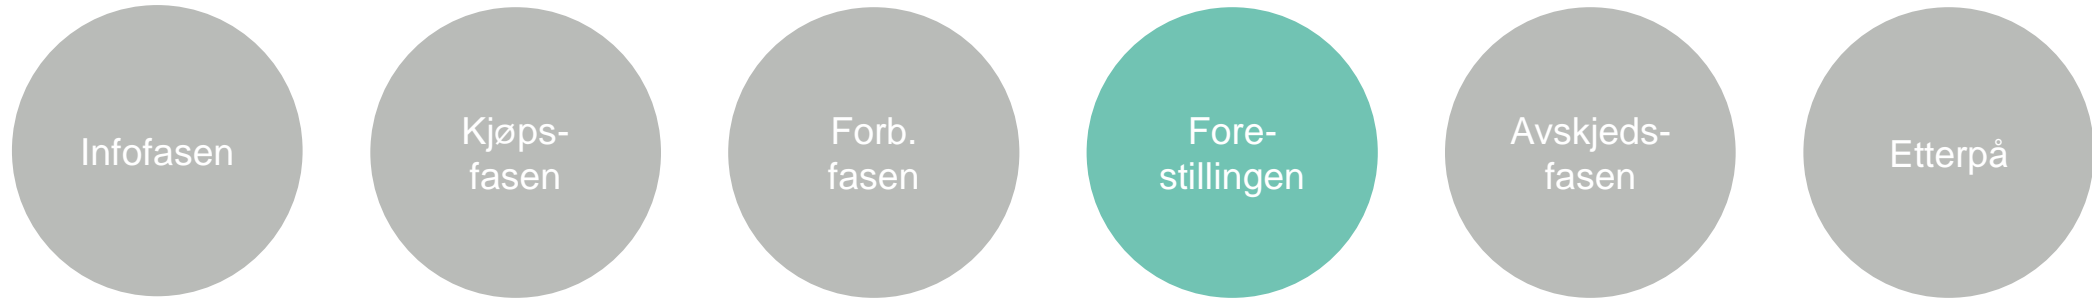 Infofasen
Kjøps-
fasen
Forb.
fasen
Fore-
stillingen
Avskjeds-
fasen
Etterpå